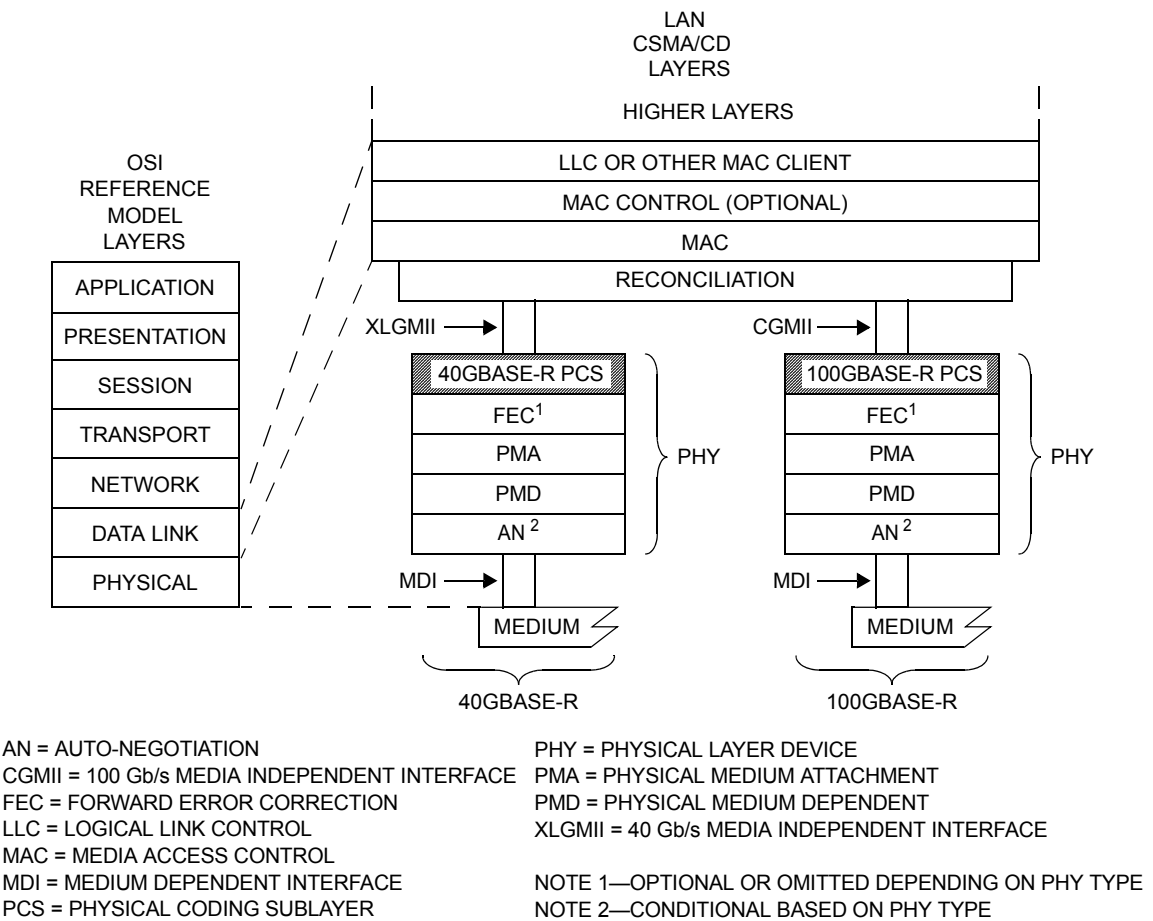 LAN
CSMA/CD
LAYERS
HIGHER LAYERS
LLC OR OTHER MAC CLIENT
MAC CONTROL (OPTIONAL)
MAC
RECONCILIATION
OSI
REFERENCE
MODEL
LAYERS
APPLICATION
PRESENTATION
SESSION
TRANSPORT
NETWORK
DATA LINK
PHYSICAL
XLGMII
40GBASE-R PCS
FEC1
PMA
PMD
AN 2
PHY
MDI
MEDIUM
40GBASE-R
CGMII
100GBASE-R PCS
FEC1
PMA
PMD
AN 2
PHY
MDI
MEDIUM
100GBASE-R
AN = AUTO-NEGOTIATION
CGMII = 100 Gb/s MEDIA INDEPENDENT INTERFACE
FEC = FORWARD ERROR CORRECTION
LLC = LOGICAL LINK CONTROL
MAC = MEDIA ACCESS CONTROL
MDI = MEDIUM DEPENDENT INTERFACE
PCS = PHYSICAL CODING SUBLAYER
PHY = PHYSICAL LAYER DEVICE
PMA = PHYSICAL MEDIUM ATTACHMENT
PMD = PHYSICAL MEDIUM DEPENDENT
XLGMII = 40 Gb/s MEDIA INDEPENDENT INTERFACE
NOTE 1—OPTIONAL OR OMITTED DEPENDING ON PHY TYPE
NOTE 2—CONDITIONAL BASED ON PHY TYPE